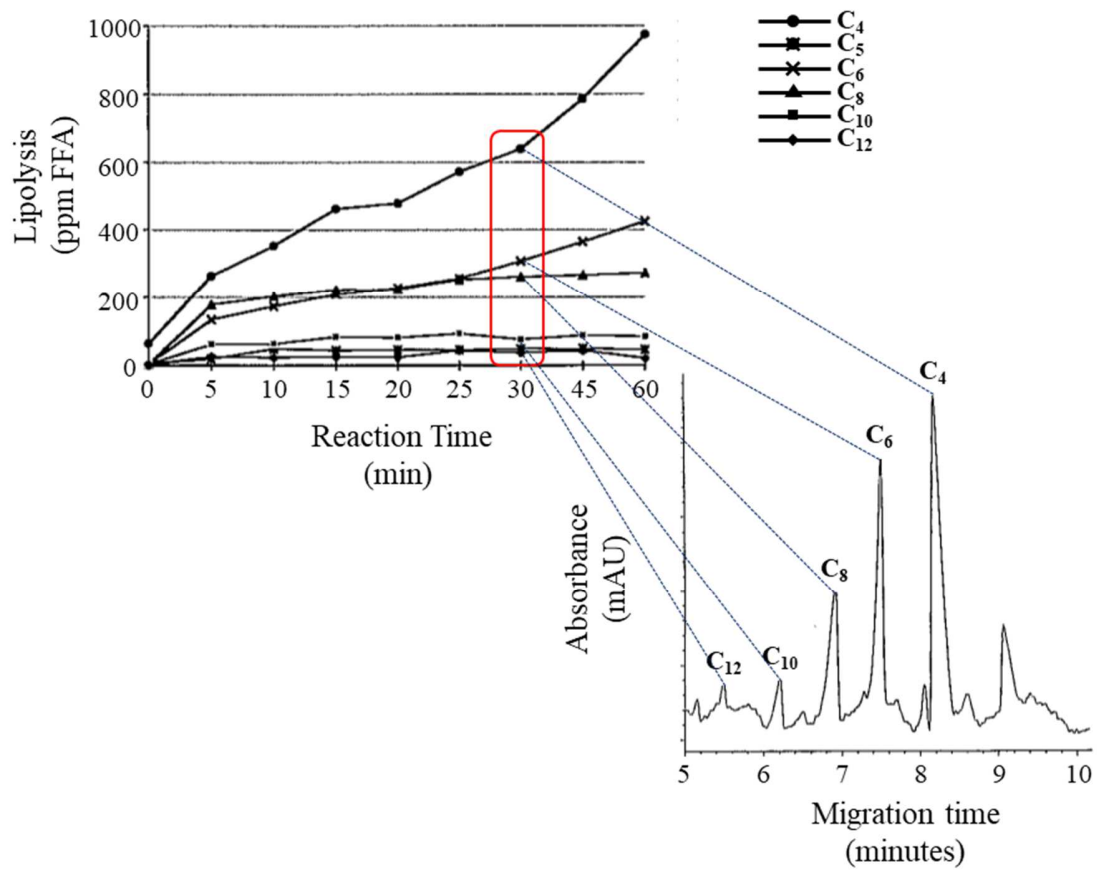 1000
800
600
400
200
0
Lipolysis
(ppm FFA)
0 5 10 15 20 25 30 45 60
Reaction Time
(min)
C₄
C₅
C₆
C₈
C₁₀
C₁₂
Absorbance
(mAU)
C₁₂
C₁₀
C₈
C₆
C₄
5 6 7 8 9 10
Migration time
(minutes)